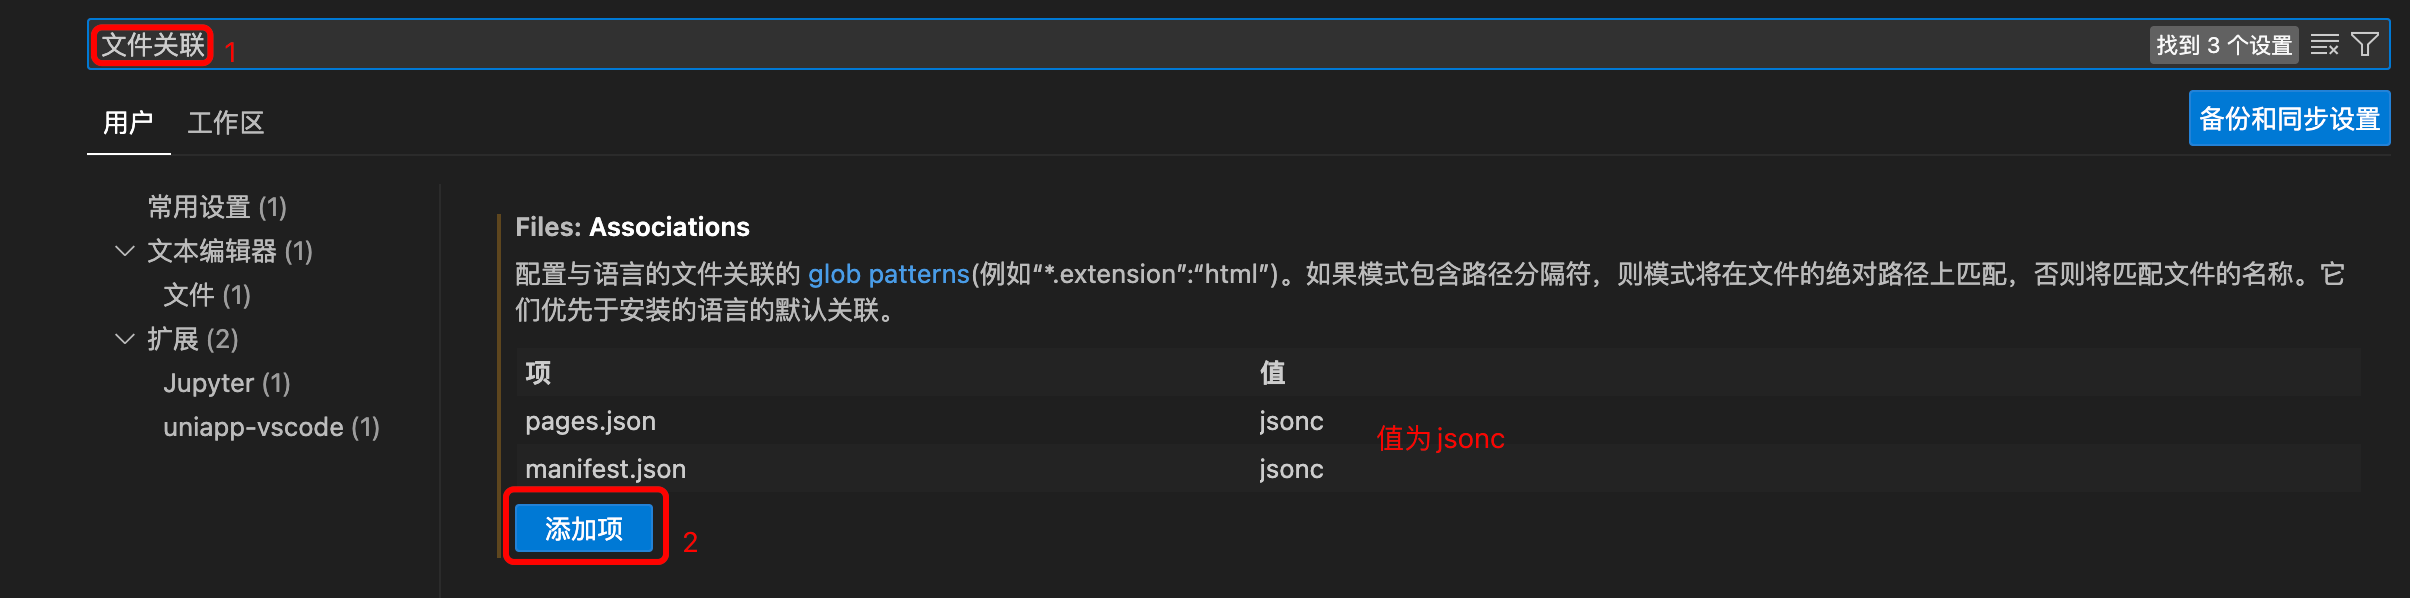 文件关联 1 找到 3 个设置
用户 工作区 备份和同步设置
常用设置 (1)
文本编辑器 (1)
文件 (1)
扩展 (2)
Jupyter (1)
uniapp-vscode (1)
Files: Associations
配置与语言的文件关联的 glob patterns(例如“*.extension”:“html”)。如果模式包含路径分隔符，则模式将在文件的绝对路径上匹配，否则将匹配文件的名称。它
们优先于安装的语言的默认关联。
项 值
pages.json jsonc
值为jsonc
manifest.json jsonc
添加项 2